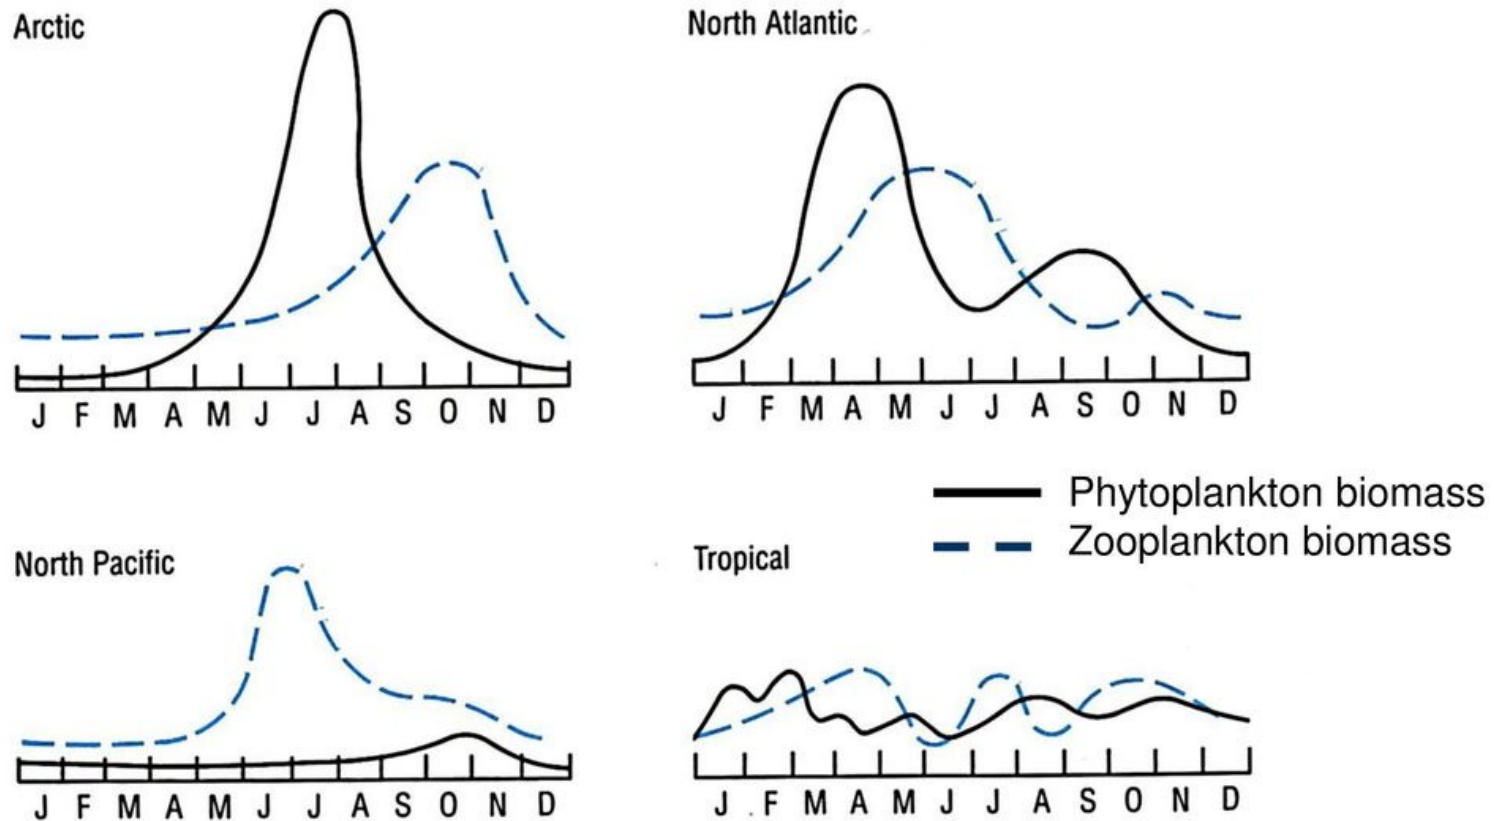 Arctic
J F M A M J J A S O N D
North Atlantic
J F M A M J J A S O N D
Phytoplankton biomass
Zooplankton biomass
North Pacific
J F M A M J J A S O N D
Tropical
J F M A M J J A S O N D